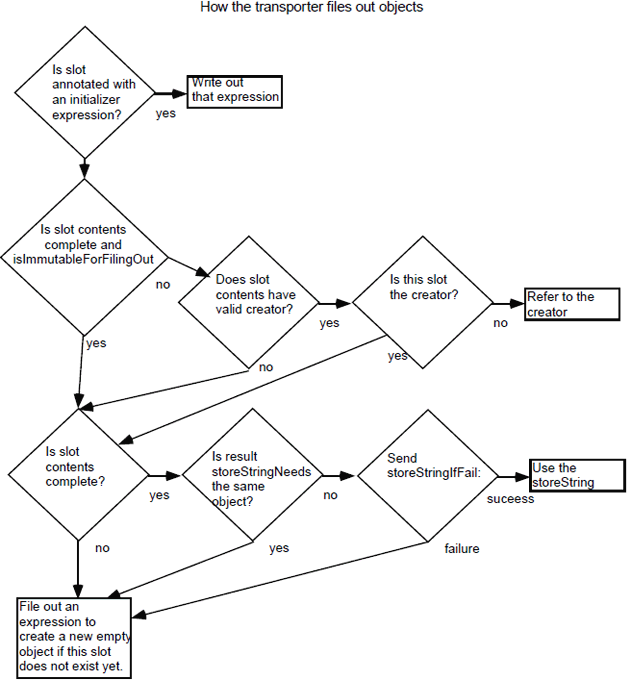 How the transporter files out objects
Is slot
annotated with
an initializer
expression?
Write out
that expression
yes
Is slot contents
complete and
isImmutableForFilingOut
no
Does slot
contents have
valid creator?
yes
Is this slot
the creator?
no
Refer to the
creator
yes
yes
no
Is slot
contents
complete?
yes
Is result
storeStringNeeds
the same
object?
no
Send
storeStringIfFail:
suceess
Use the
storeString
no
yes
failure
File out an
expression to
create a new empty
object if this slot
does not exist yet.